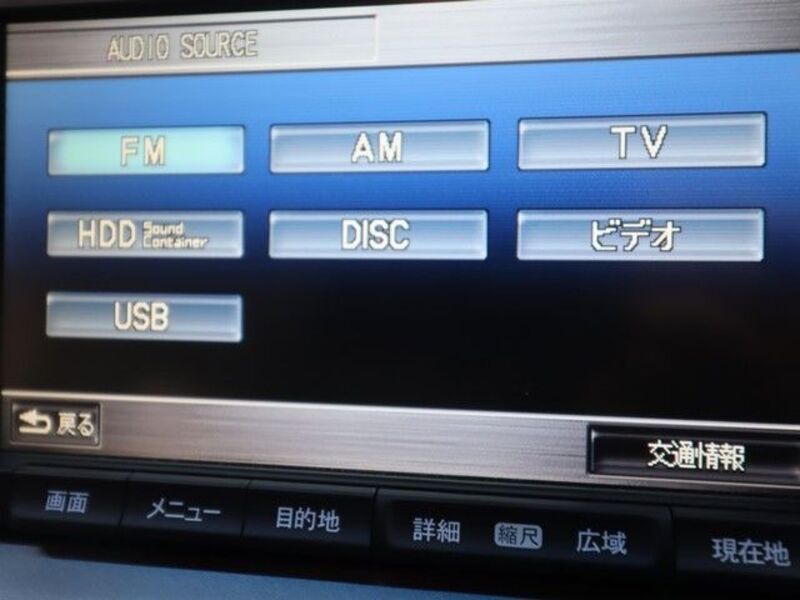 AUDIO SOURCE
FM AM TV
HDD Sound Container DISC ビデオ
USB
戻る 交通情報
画面 メニュー 目的地 詳細 縮尺 広域 現在地